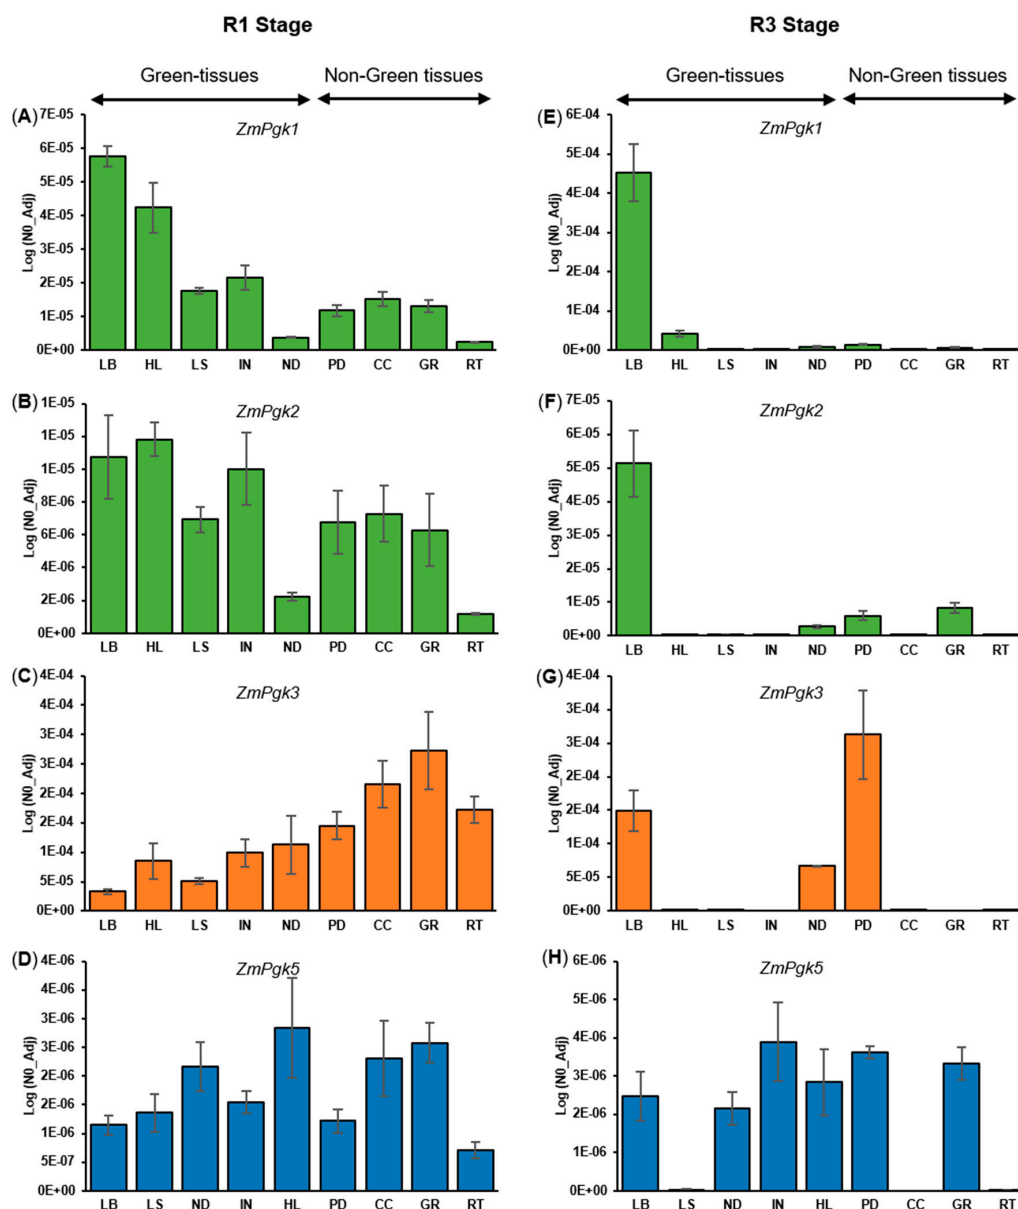 R1 Stage
R3 Stage
Green-tissues Non-Green tissues
Green-tissues Non-Green tissues
(A) ZmPgk1
Log (N0_Adj)
7E-05
6E-05
5E-05
4E-05
3E-05
2E-05
1E-05
0E+00
LB HL LS IN ND PD CC GR RT
(E) ZmPgk1
Log (N0_Adj)
6E-04
5E-04
4E-04
3E-04
2E-04
1E-04
0E+00
LB HL LS IN ND PD CC GR RT
(B) ZmPgk2
Log (N0_Adj)
1E-05
1E-05
1E-05
8E-06
6E-06
4E-06
2E-06
0E+00
LB HL LS IN ND PD CC GR RT
(F) ZmPgk2
Log (N0_Adj)
7E-05
6E-05
5E-05
4E-05
3E-05
2E-05
1E-05
0E+00
LB HL LS IN ND PD CC GR RT
(C) ZmPgk3
Log (N0_Adj)
4E-04
4E-04
3E-04
3E-04
2E-04
2E-04
1E-04
5E-05
0E+00
LB HL LS IN ND PD CC GR RT
(G) ZmPgk3
Log (N0_Adj)
4E-04
3E-04
3E-04
2E-04
2E-04
1E-04
5E-05
0E+00
LB HL LS IN ND PD CC GR RT
(D) ZmPgk5
Log (N0_Adj)
4E-06
4E-06
3E-06
3E-06
2E-06
2E-06
1E-06
5E-07
0E+00
LB LS ND IN HL PD CC GR RT
(H) ZmPgk5
Log (N0_Adj)
6E-06
5E-06
4E-06
3E-06
2E-06
1E-06
0E+00
LB LS ND IN HL PD CC GR RT